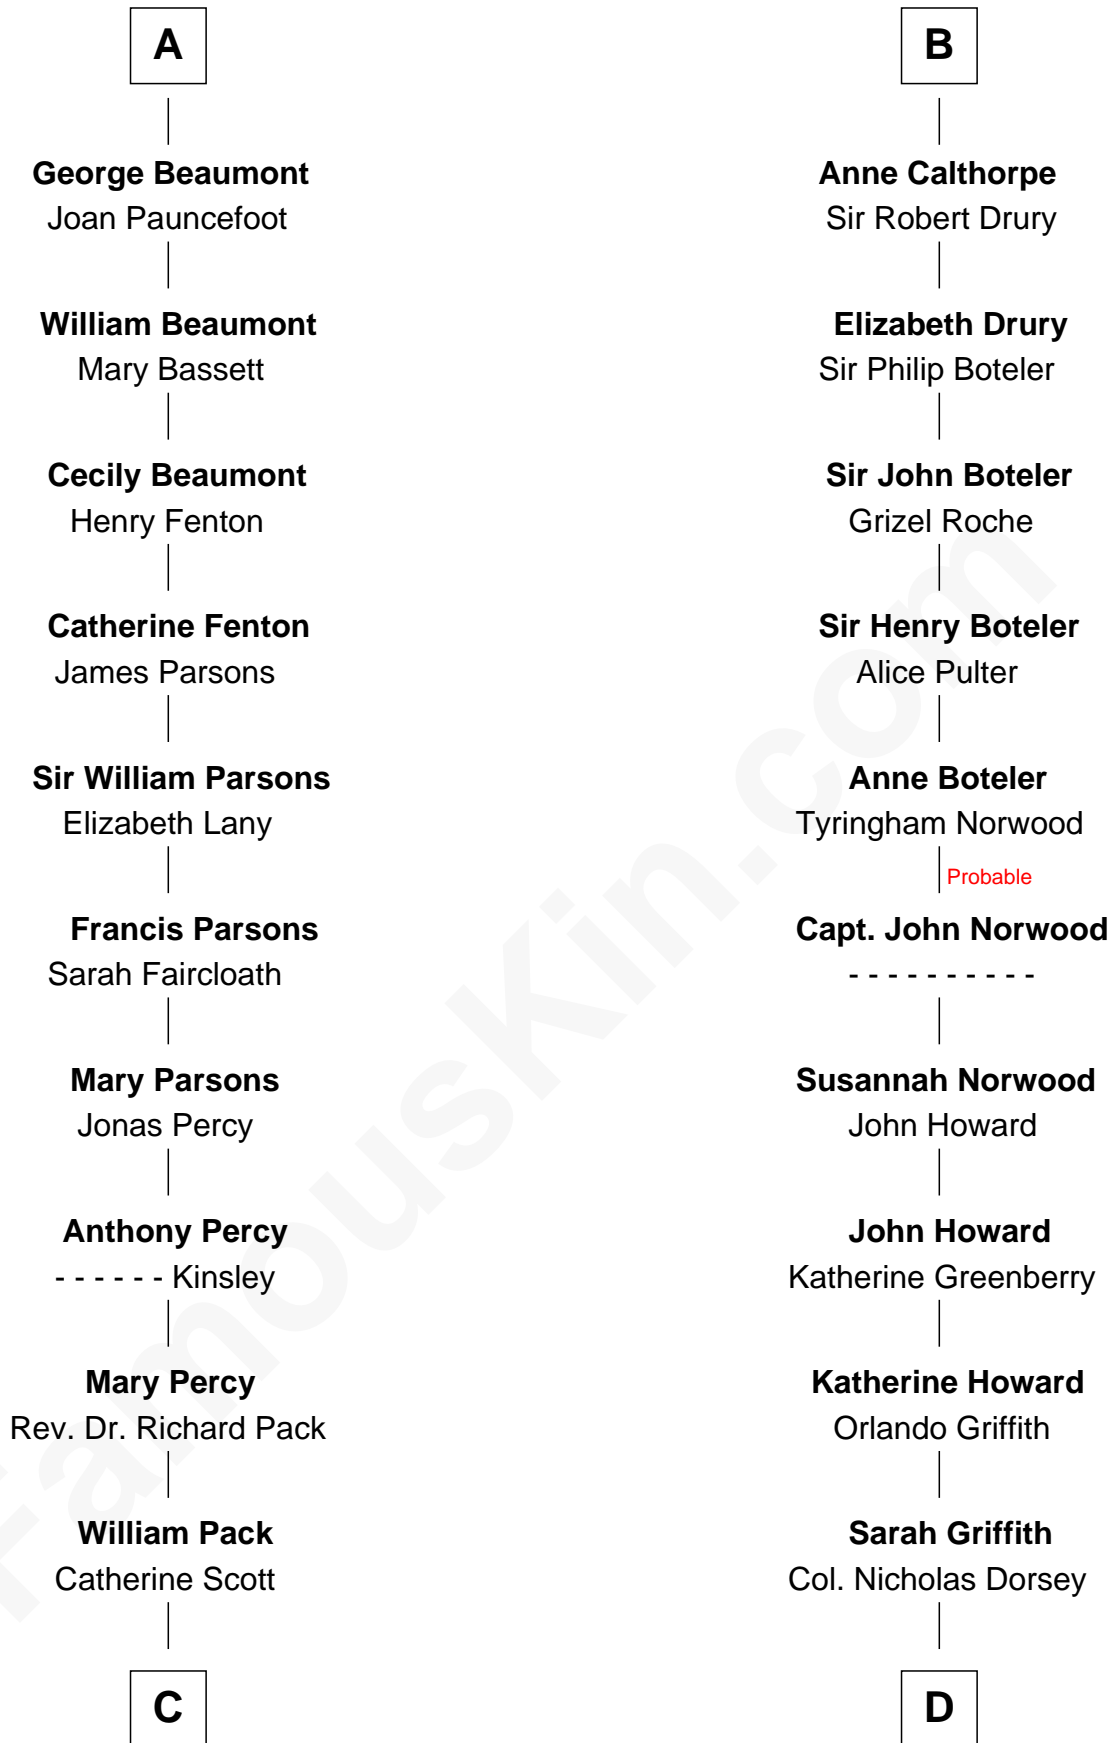 A
George Beaumont
Joan Pauncefoot
William Beaumont
Mary Bassett
Cecily Beaumont
Henry Fenton
Catherine Fenton
James Parsons
Sir William Parsons
Elizabeth Lany
Francis Parsons
Sarah Faircloath
Mary Parsons
Jonas Percy
Anthony Percy
- - - - - - Kinsley
Mary Percy
Rev. Dr. Richard Pack
William Pack
Catherine Scott
C
B
Anne Calthorpe
Sir Robert Drury
Elizabeth Drury
Sir Philip Boteler
Sir John Boteler
Grizel Roche
Sir Henry Boteler
Alice Pulter
Anne Boteler
Tyringham Norwood
Probable
Capt. John Norwood
- - - - - - - - - -
Susannah Norwood
John Howard
John Howard
Katherine Greenberry
Katherine Howard
Orlando Griffith
Sarah Griffith
Col. Nicholas Dorsey
D
FamousKin.com